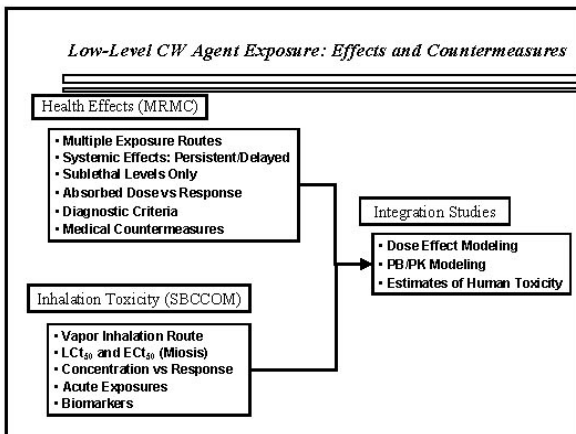 Low-Level CW Agent Exposure: Effects and Countermeasures
Health Effects (MRMC)
• Multiple Exposure Routes
• Systemic Effects: Persistent/Delayed
• Sublethal Levels Only
• Absorbed Dose vs Response
• Diagnostic Criteria
• Medical Countermeasures
Integration Studies
• Dose Effect Modeling
• PB/PK Modeling
• Estimates of Human Toxicity
Inhalation Toxicity (SBCCOM)
• Vapor Inhalation Route
• LCt₅₀ and ECt₅₀ (Miosis)
• Concentration vs Response
• Acute Exposures
• Biomarkers